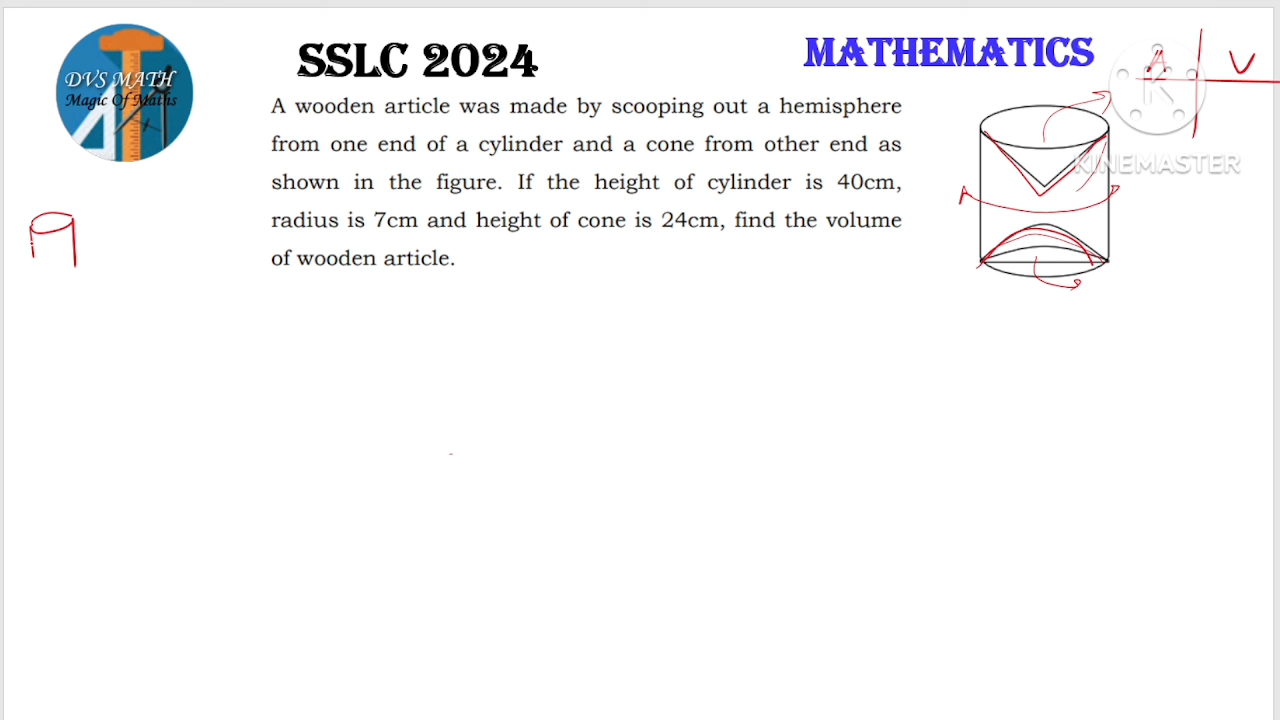 DVS MATH
Magic Of Maths
SSLC 2024
MATHEMATICS
A V
K
KINEMASTER
A wooden article was made by scooping out a hemisphere
from one end of a cylinder and a cone from other end as
shown in the figure. If the height of cylinder is 40cm,
radius is 7cm and height of cone is 24cm, find the volume
of wooden article.